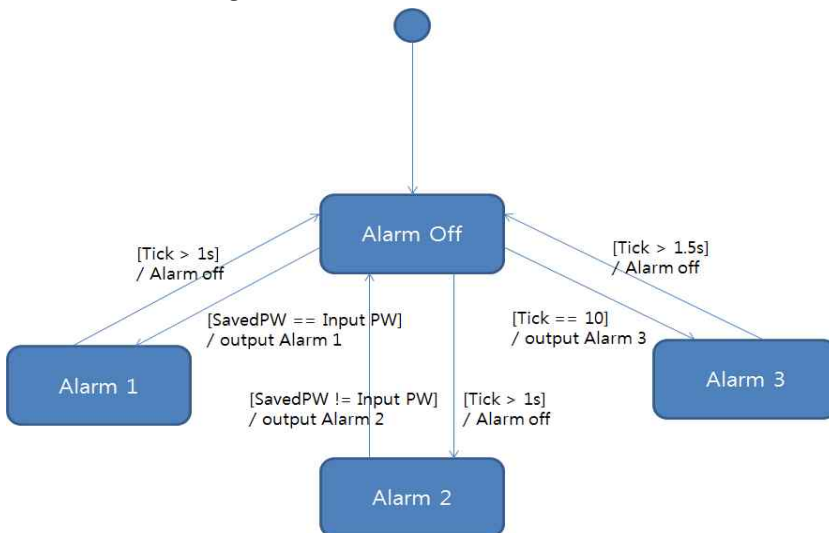 Alarm Off
[Tick > 1s]
/ Alarm off
[Tick > 1.5s]
/ Alarm off
[SavedPW == Input PW]
/ output Alarm 1
[Tick == 10]
/ output Alarm 3
Alarm 1
Alarm 3
[SavedPW != Input PW]
/ output Alarm 2
[Tick > 1s]
/ Alarm off
Alarm 2